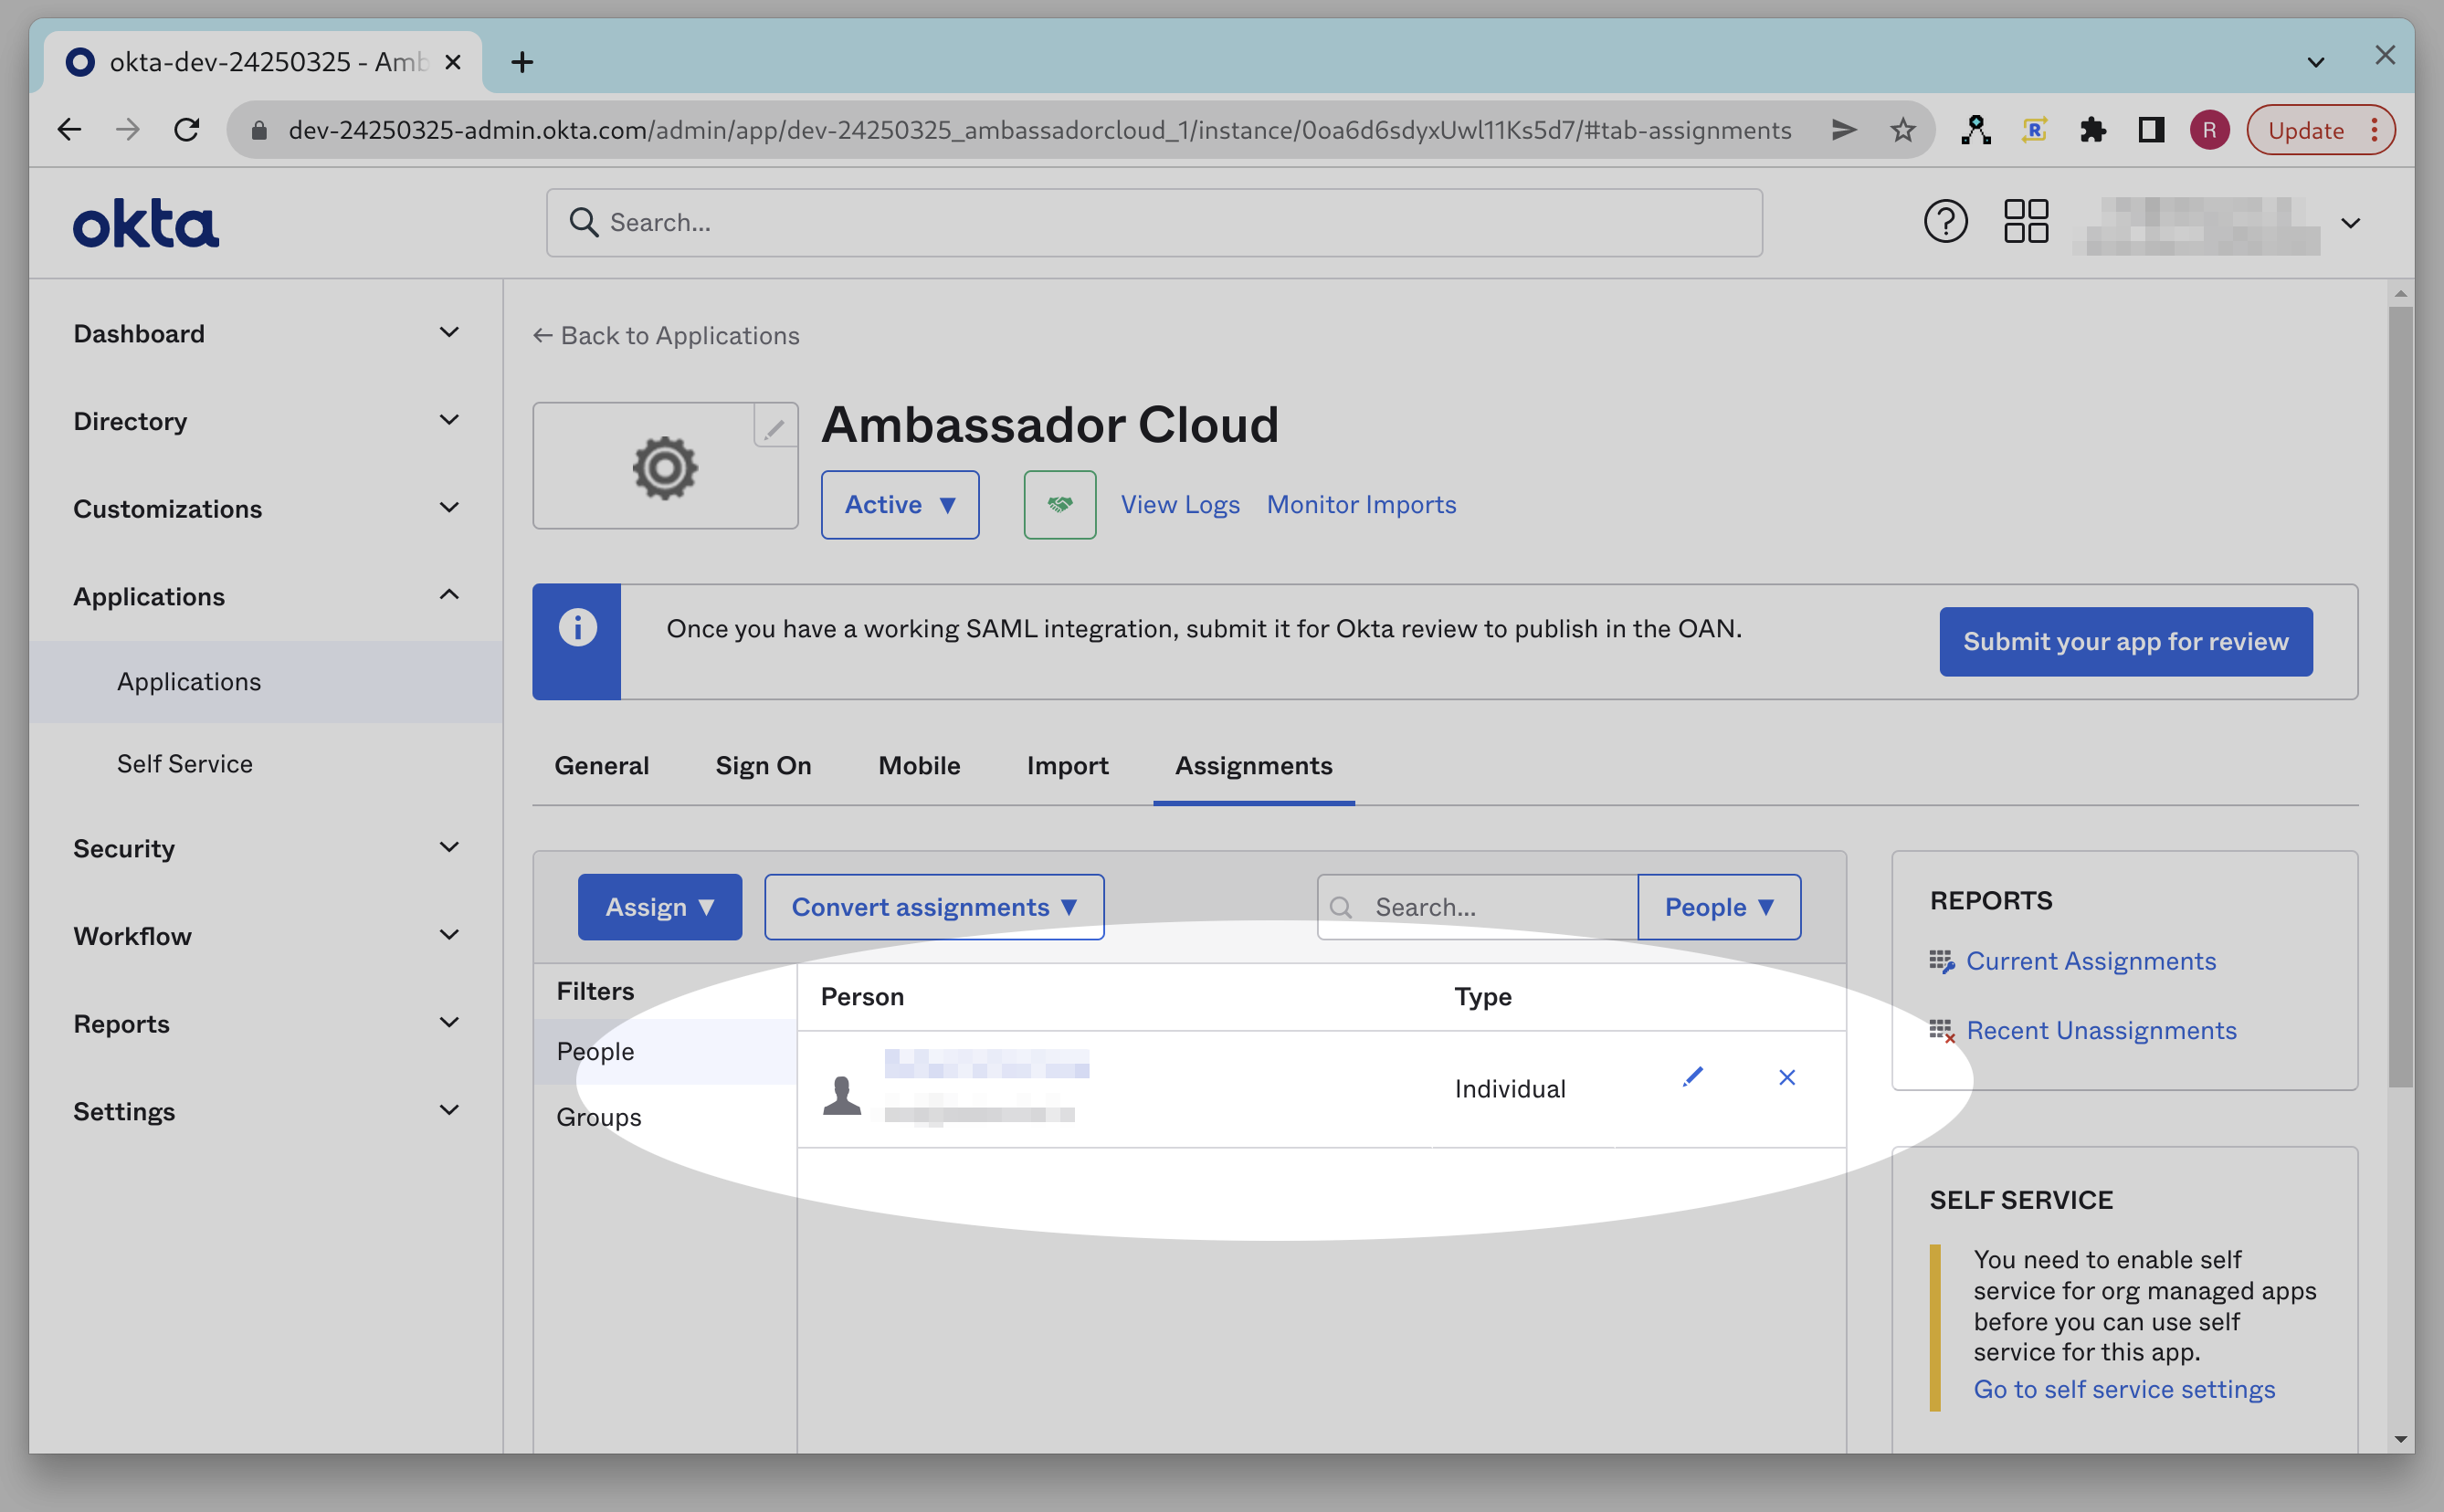 okta-dev-24250325 - Amb
dev-24250325-admin.okta.com/admin/app/dev-24250325_ambassadorcloud_1/instance/0oa6d6sdyxUwl11Ks5d7/#tab-assignments
R
R
Update
okta
Search...
Dashboard
Directory
Customizations
Applications
Applications
Self Service
Security
Workflow
Reports
Settings
← Back to Applications
Ambassador Cloud
Active ▼
View Logs
Monitor Imports
Once you have a working SAML integration, submit it for Okta review to publish in the OAN.
Submit your app for review
General
Sign On
Mobile
Import
Assignments
Assign ▼
Convert assignments ▼
Search...
People ▼
Filters
People
Groups
Person
Type
Individual
REPORTS
Current Assignments
Recent Unassignments
SELF SERVICE
You need to enable self
service for org managed apps
before you can use self
service for this app.
Go to self service settings